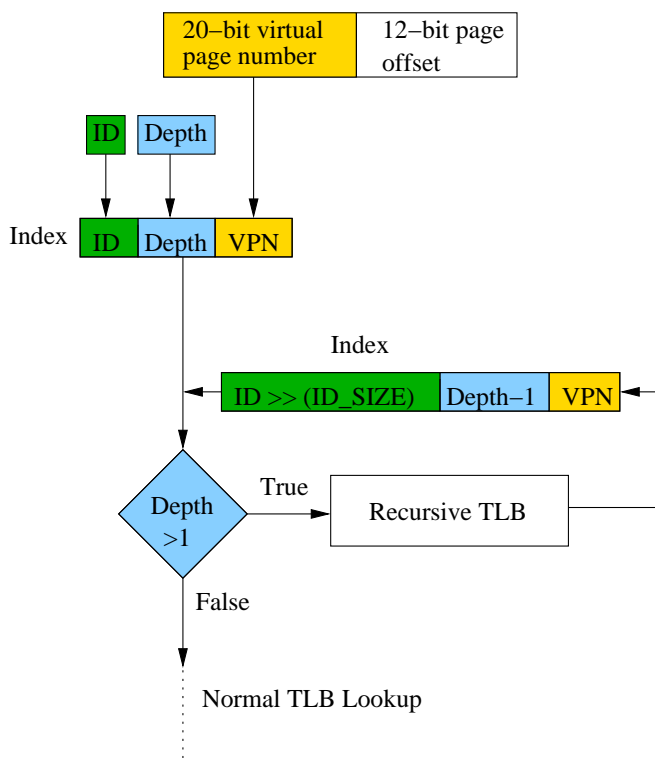 20−bit virtual
page number
12−bit page
offset
ID
Depth
Index
ID
Depth
VPN
Index
ID >> (ID_SIZE)
Depth−1
VPN
Depth
>1
True
Recursive TLB
False
Normal TLB Lookup